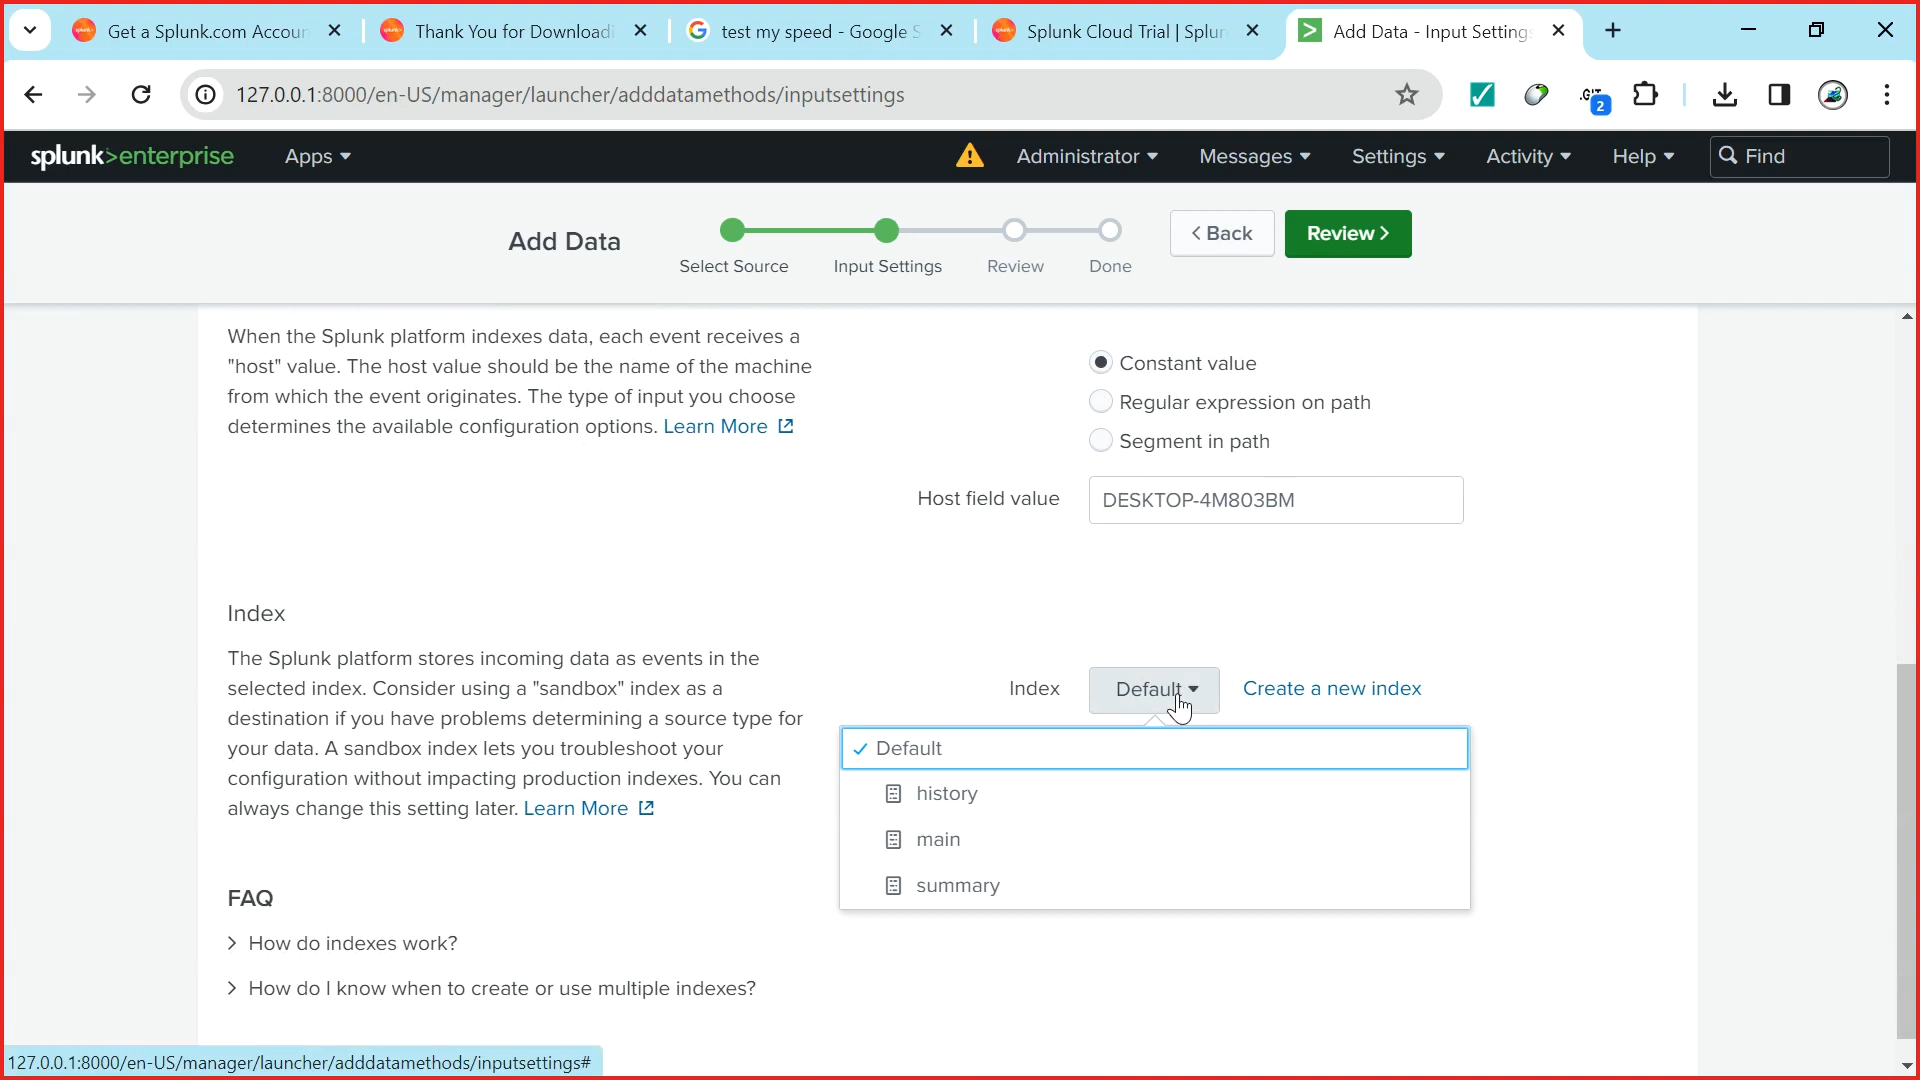 Get a Splunk.com Accoun
Thank You for Downloadi
test my speed - Google S
Splunk Cloud Trial | Splun
Add Data - Input Settings
127.0.0.1:8000/en-US/manager/launcher/adddatamethods/inputsettings
.GIT
2
splunk>enterprise
Apps
Administrator
Messages
Settings
Activity
Help
Find
Add Data
Select Source
Input Settings
Review
Done
< Back
Review >
When the Splunk platform indexes data, each event receives a
"host" value. The host value should be the name of the machine
from which the event originates. The type of input you choose
determines the available configuration options. Learn More
Constant value
Regular expression on path
Segment in path
Host field value
DESKTOP-4M803BM
Index
The Splunk platform stores incoming data as events in the
selected index. Consider using a "sandbox" index as a
destination if you have problems determining a source type for
your data. A sandbox index lets you troubleshoot your
configuration without impacting production indexes. You can
always change this setting later. Learn More
Index
Default
Create a new index
Default
history
main
summary
FAQ
> How do indexes work?
> How do I know when to create or use multiple indexes?
127.0.0.1:8000/en-US/manager/launcher/adddatamethods/inputsettings#